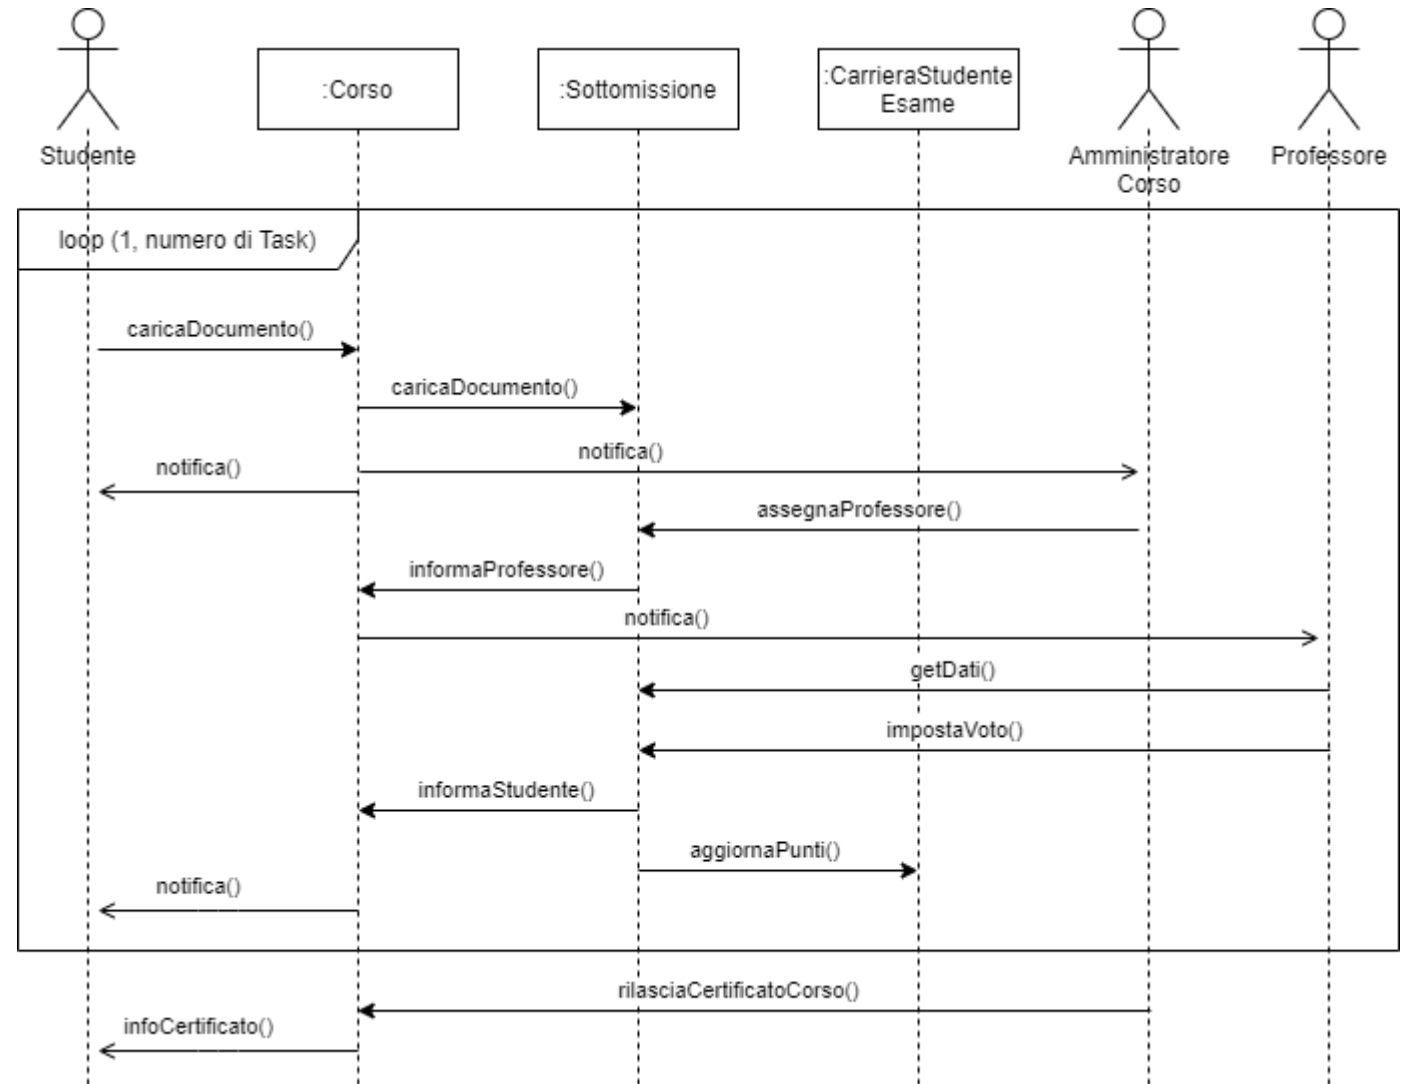 :Corso
:Sottomissione
:CarrieraStudente
Esame
Studente
Amministratore
Corso
Professore
loop (1, numero di Task)
caricaDocumento()
caricaDocumento()
notifica()
notifica()
assegnaProfessore()
informaProfessore()
notifica()
getDati()
impostaVoto()
informaStudente()
aggiornaPunti()
notifica()
rilasciaCertificatoCorso()
infoCertificato()